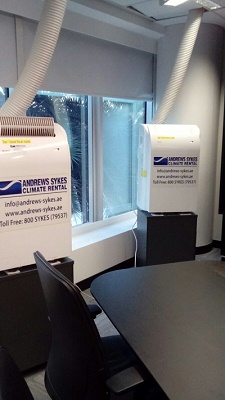 ANDREWS SYKES
CLIMATE RENTAL
info@andrews-sykes.ae
www.andrews-sykes.ae
Toll Free: 800 SYKES (79537)
ANDREWS SYKES
CLIMATE RENTAL
info@andrews-sykes.ae
www.andrews-sykes.ae
Toll Free: 800 SYKES (79537)